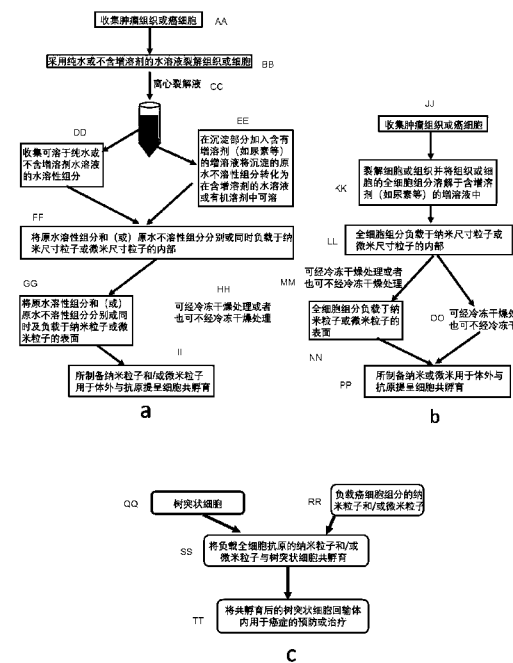 收集肿瘤组织或癌细胞
AA
采用纯水或不含增溶剂的水溶液裂解组织或细胞
BB
离心裂解液
CC
DD
收集可溶于纯水或
不含增溶剂水溶液
的水溶性组分
EE
在沉淀部分加入含有
增溶剂（如尿素等）
的增溶液将沉淀的原
水不溶性组分转化为
在含增溶剂的水溶液
或有机溶剂中可溶
FF
将原水溶性组分和（或）原水不溶性组分分别或同时负载于纳
米尺寸粒子或微米尺寸粒子的内部
GG
将原水溶性组分和（或）
原水不溶性组分分别或同
时及负载于纳米粒子或微
米粒子的表面
HH
可经冷冻干燥处理或者
也可不经冷冻干燥处理
II
所制备纳米粒子和/或微米粒子
用于体外与抗原提呈细胞共孵育
a
JJ
收集肿瘤组织或癌细胞
KK
裂解细胞或组织并将组织或细
胞的全细胞组分溶解于含增溶
剂（如尿素等）的增溶液中
LL
全细胞组分负载于纳米尺寸粒子或
微米尺寸粒子的内部
MM
可经冷冻干燥处理或者
也可不经冷冻干燥处理
全细胞组分负载于纳
米粒子或微米粒子的
表面
OO
可经冷冻干燥处
也可不经冷冻干
NN
PP
所制备纳米或微米用于体外与
抗原提呈细胞共孵育
b
QQ
树突状细胞
RR
负载癌细胞组分的纳
米粒子和/或微米粒子
SS
将负载全细胞抗原的纳米粒子和/或
微米粒子与树突状细胞共孵育
TT
将共孵育后的树突状细胞回输体
内用于癌症的预防或治疗
c